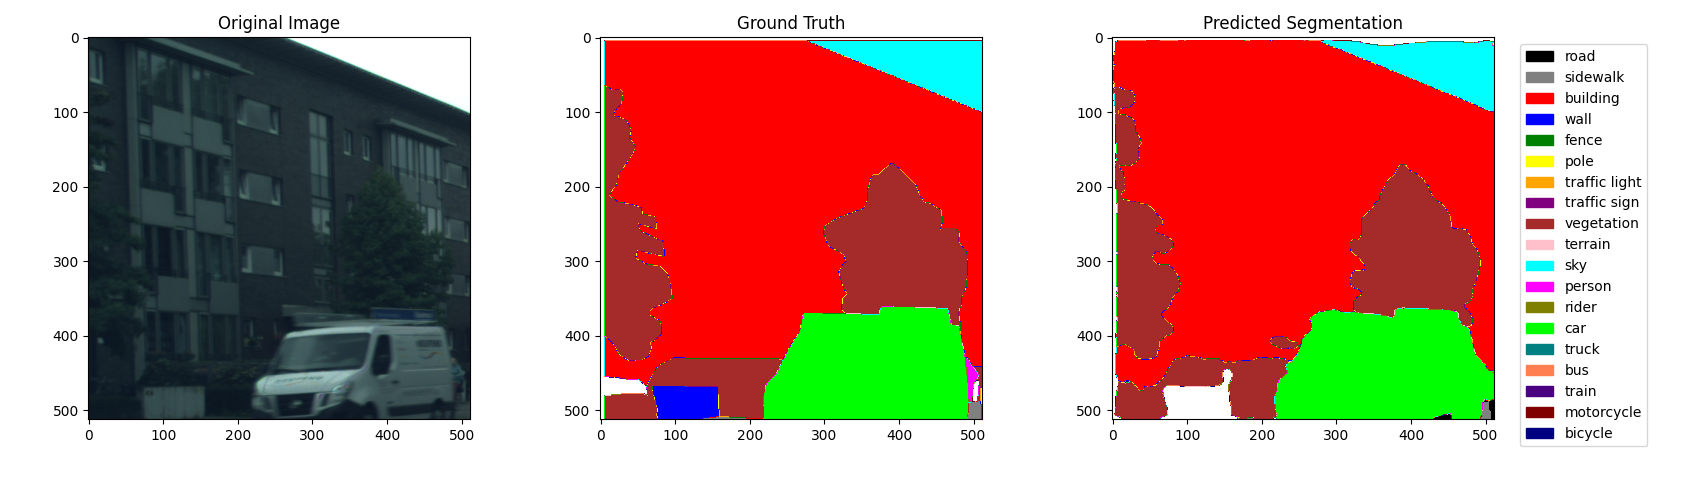 Original Image
Ground Truth
Predicted Segmentation
0
100
200
300
400
500
0
100
200
300
400
500
0
100
200
300
400
500
0
100
200
300
400
500
0
100
200
300
400
500
0
100
200
300
400
500
road
sidewalk
building
wall
fence
pole
traffic light
traffic sign
vegetation
terrain
sky
person
rider
car
truck
bus
train
motorcycle
bicycle